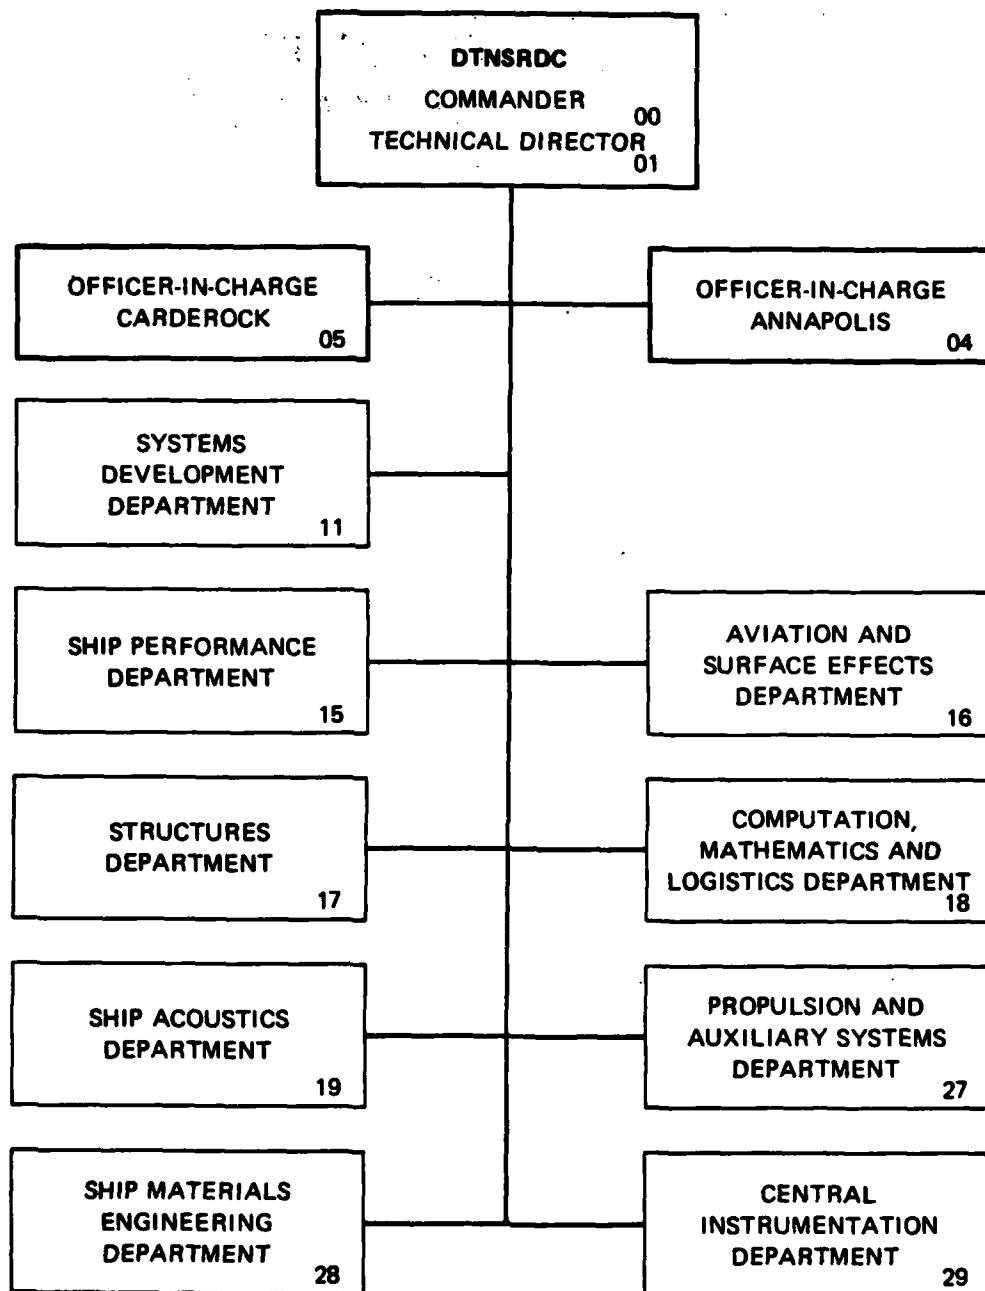 DTNSRDC
COMMANDER
00
TECHNICAL DIRECTOR
01
OFFICER-IN-CHARGE
CARDEROCK
05
OFFICER-IN-CHARGE
ANNAPOLIS
04
SYSTEMS
DEVELOPMENT
DEPARTMENT
11
SHIP PERFORMANCE
DEPARTMENT
15
AVIATION AND
SURFACE EFFECTS
DEPARTMENT
16
STRUCTURES
DEPARTMENT
17
COMPUTATION,
MATHEMATICS AND
LOGISTICS DEPARTMENT
18
SHIP ACOUSTICS
DEPARTMENT
19
PROPULSION AND
AUXILIARY SYSTEMS
DEPARTMENT
27
SHIP MATERIALS
ENGINEERING
DEPARTMENT
28
CENTRAL
INSTRUMENTATION
DEPARTMENT
29